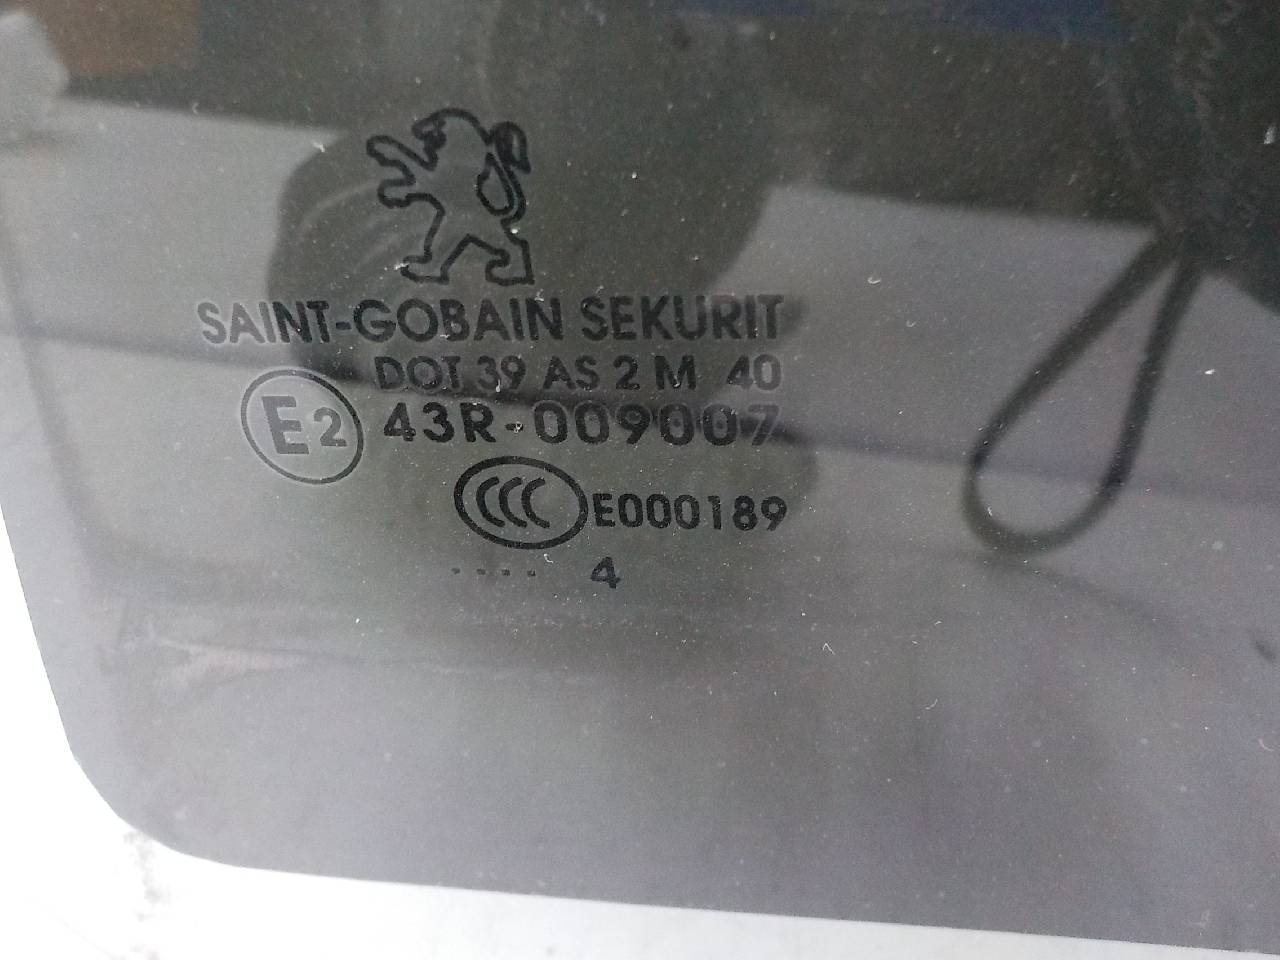 SAINT-GOBAIN SEKURIT
DOT 39 AS 2 M 40
E2 43R-009007
CCC E000189
.... 4